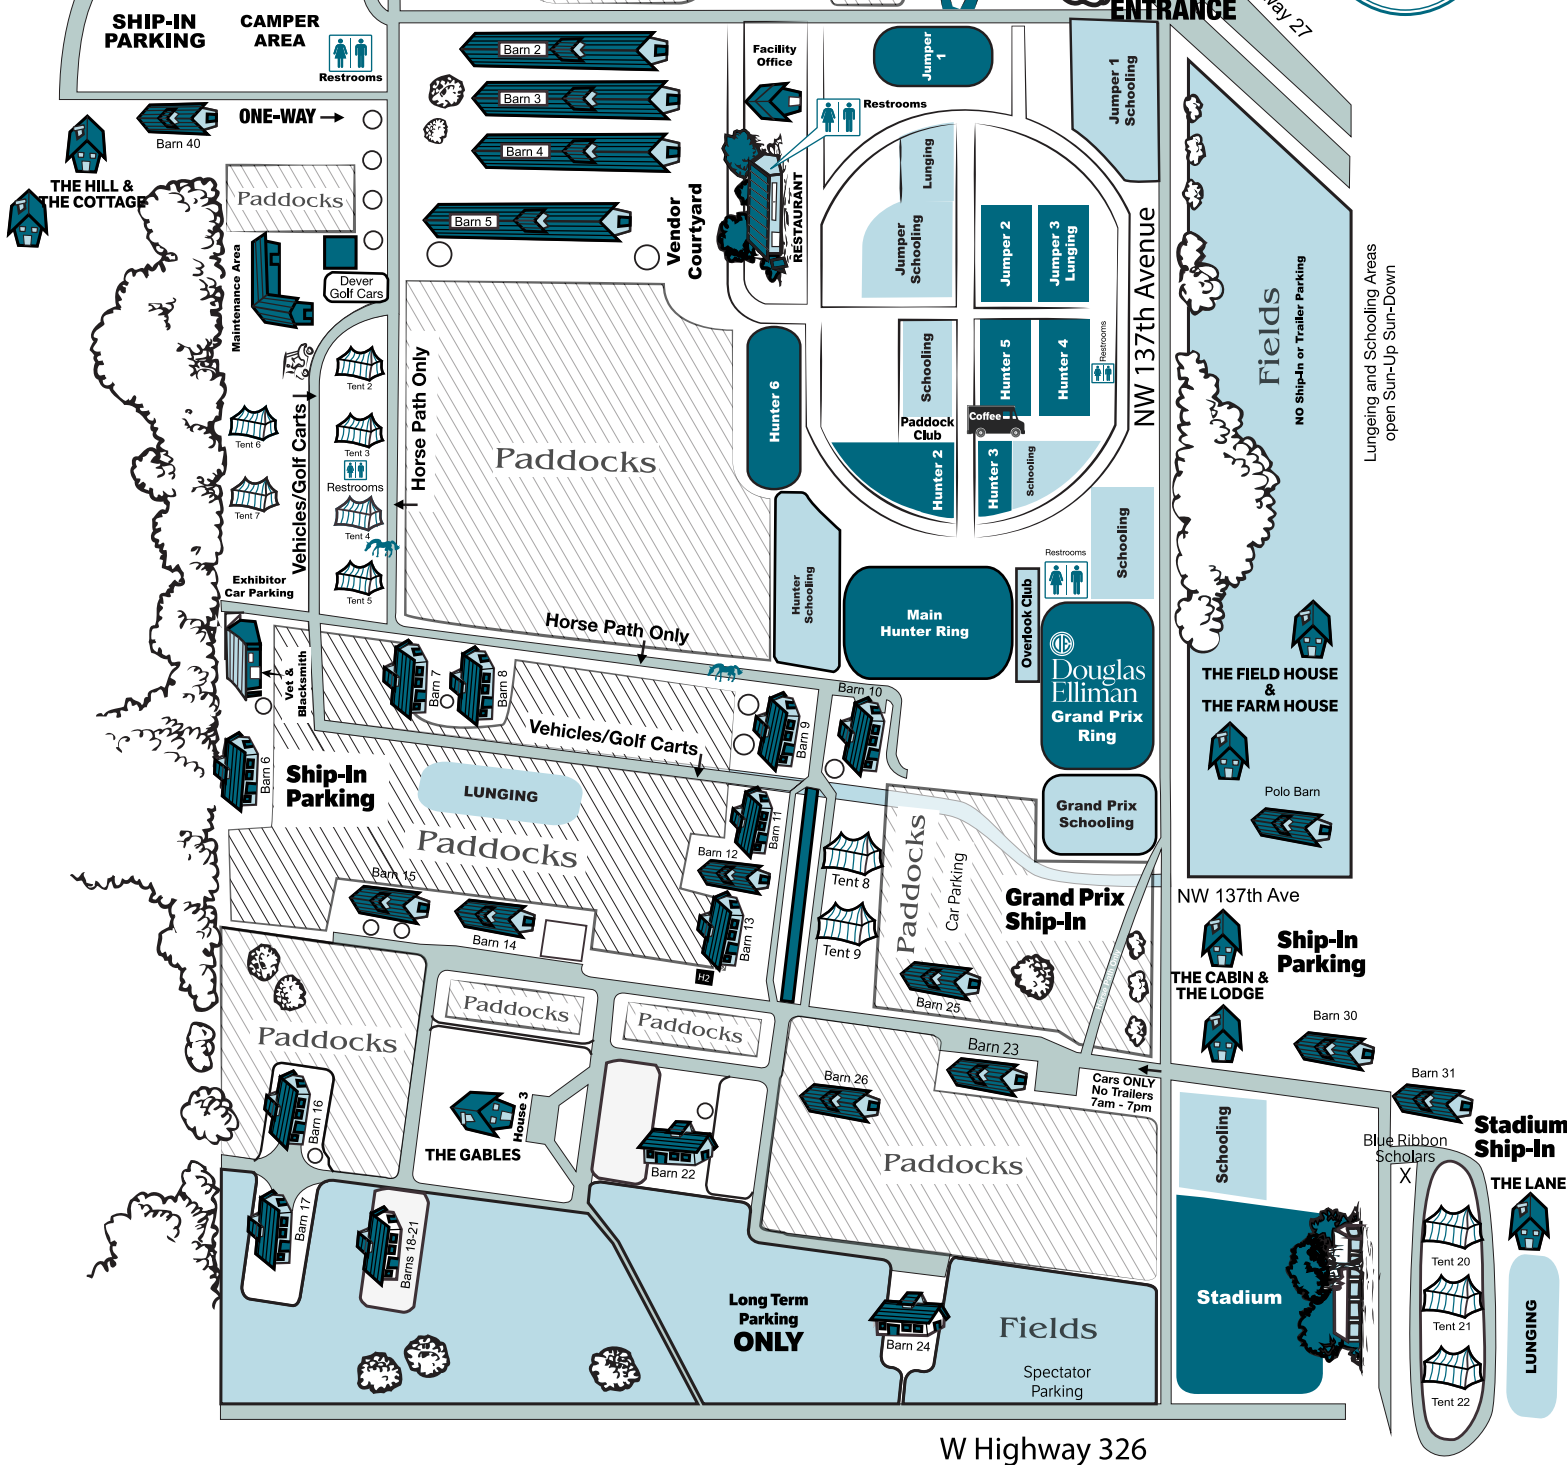 SHIP-IN
PARKING
CAMPER
AREA
Restrooms
ENTRANCE
way 27
Barn 2
Barn 3
Barn 4
Barn 5
Facility
Office
Restrooms
Jumper
1
Jumper 1
Schooling
Barn 40
ONE-WAY
THE HILL &
THE COTTAGE
Paddocks
Maintenance Area
Dever
Golf Cars
Vendor
Courtyard
RESTAURANT
Lunging
Jumper
Schooling
Jumper 2
Jumper 3
Lunging
NW 137th Avenue
Fields
NO Ship-In or Trailer Parking
Lungeing and Schooling Areas
open Sun-Up Sun-Down
Tent 2
Tent 3
Restrooms
Tent 4
Tent 5
Tent 6
Tent 7
Vehicles/Golf Carts
Horse Path Only
Paddocks
Hunter 6
Schooling
Hunter 5
Hunter 4
Restrooms
Coffee
Paddock
Club
Hunter 2
Hunter 3
Schooling
Schooling
Exhibitor
Car Parking
Hunter
Schooling
Main
Hunter Ring
Overlook Club
Restrooms
DE
Douglas
Elliman
Grand Prix
Ring
Horse Path Only
Vet &
Blacksmith
Barn 7
Barn 8
Barn 9
Barn 10
Vehicles/Golf Carts
THE FIELD HOUSE
&
THE FARM HOUSE
Polo Barn
Barn 6
Ship-In
Parking
LUNGING
Paddocks
Barn 11
Barn 12
Barn 13
H2
Barn 15
Barn 14
Tent 8
Tent 9
Paddocks
Car Parking
Grand Prix
Schooling
Grand Prix
Ship-In
Barn 25
NW 137th Ave
THE CABIN &
THE LODGE
Ship-In
Parking
Barn 30
Barn 31
Paddocks
Paddocks
Paddocks
Barn 16
House 3
THE GABLES
Barn 22
Barn 26
Barn 23
Cars ONLY
No Trailers
7am - 7pm
Paddocks
Schooling
Blue Ribbon
Scholars
X
Stadium
Ship-In
THE LANE
Barn 17
Barns 18-21
Long Term
Parking
ONLY
Barn 24
Fields
Spectator
Parking
Stadium
Tent 20
Tent 21
Tent 22
LUNGING
W Highway 326